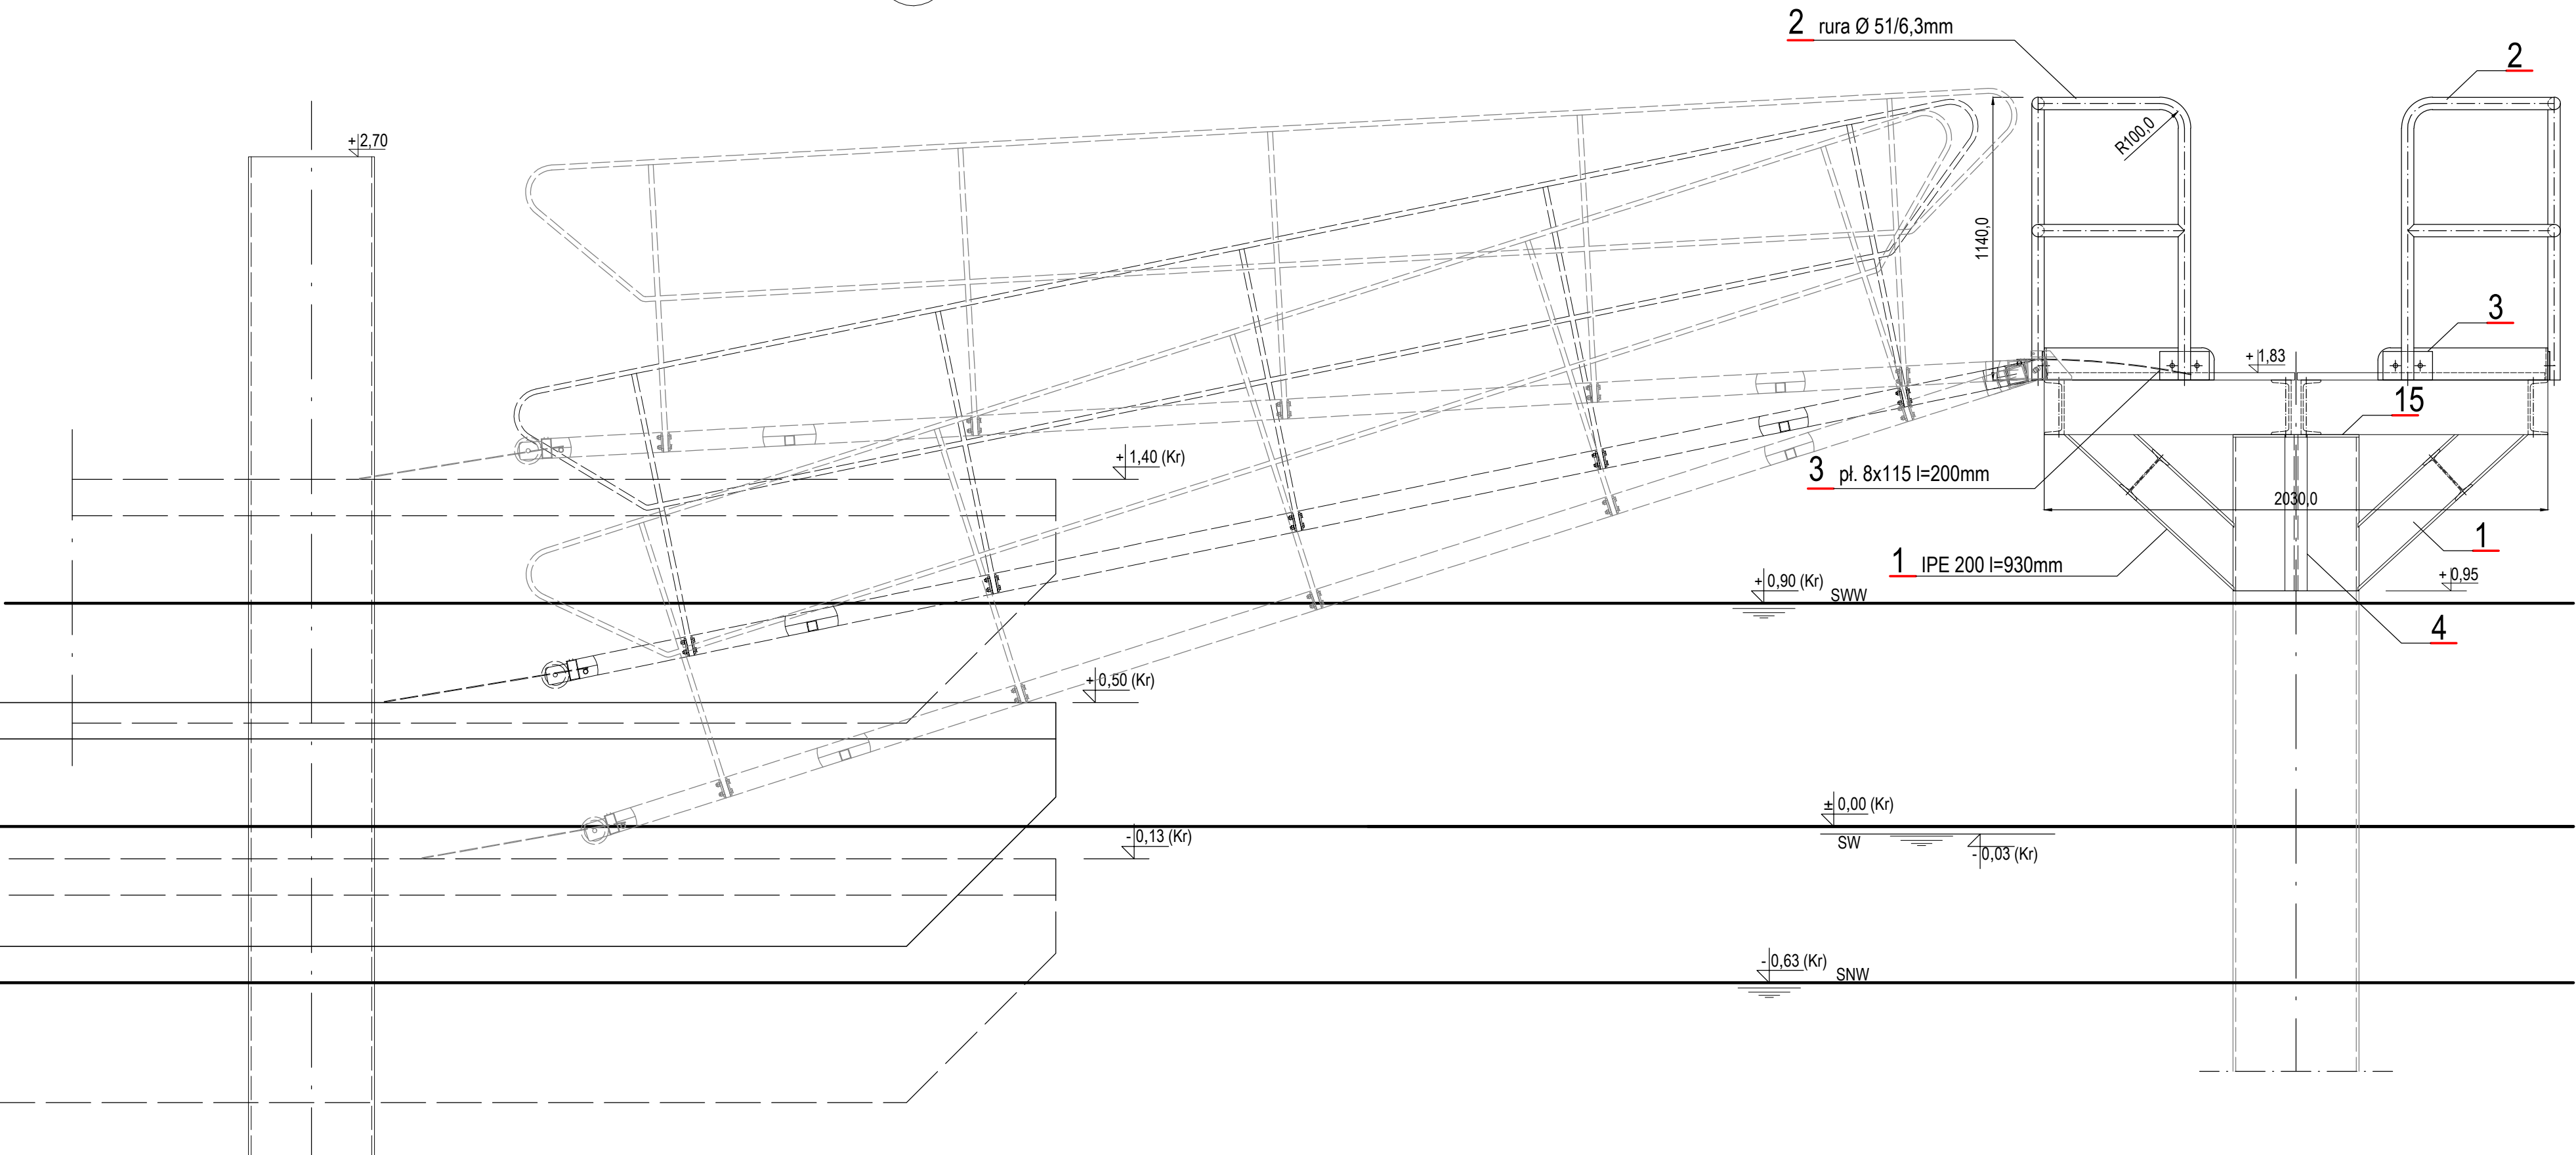 2 rura Ø 51/6,3mm
2
+2,70
R100,0
1140,0
3
+1,83
15
+1,40 (Kr)
3 pł. 8x115 l=200mm
2030,0
1
1 IPE 200 l=930mm
+0,95
+0,90 (Kr)
SWW
4
+0,50 (Kr)
±0,00 (Kr)
-0,13 (Kr)
SW
-0,03 (Kr)
-0,63 (Kr)
SNW